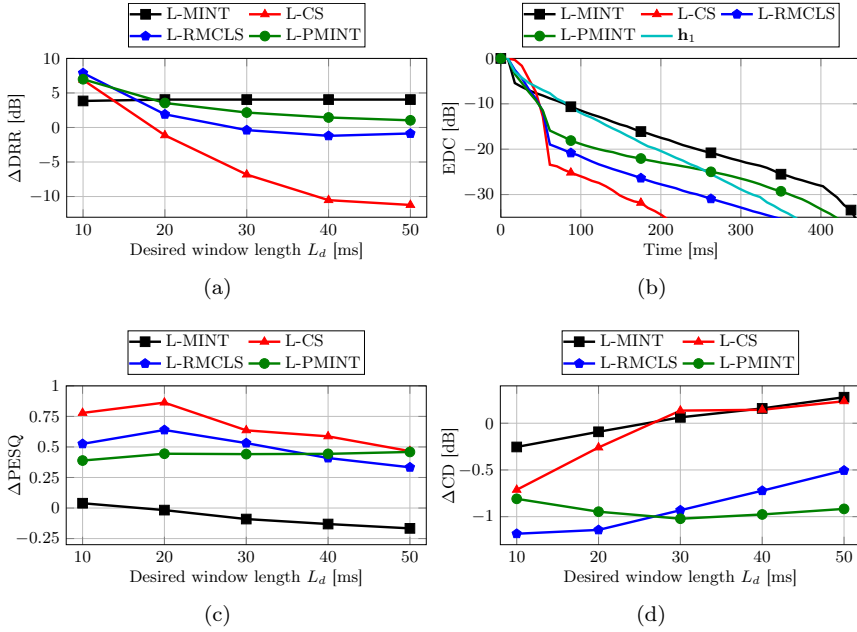 L-MINT L-CS
L-RMCLS L-PMINT
10
5
0
−5
−10
ΔDRR [dB]
10 20 30 40 50
Desired window length L_d [ms]
(a)
L-MINT L-CS L-RMCLS
L-PMINT h₁
0
−10
−20
−30
EDC [dB]
0 100 200 300 400
Time [ms]
(b)
L-MINT L-CS
L-RMCLS L-PMINT
1
0.75
0.5
0.25
0
−0.25
ΔPESQ
10 20 30 40 50
Desired window length L_d [ms]
(c)
L-MINT L-CS
L-RMCLS L-PMINT
0
−0.5
−1
ΔCD [dB]
10 20 30 40 50
Desired window length L_d [ms]
(d)